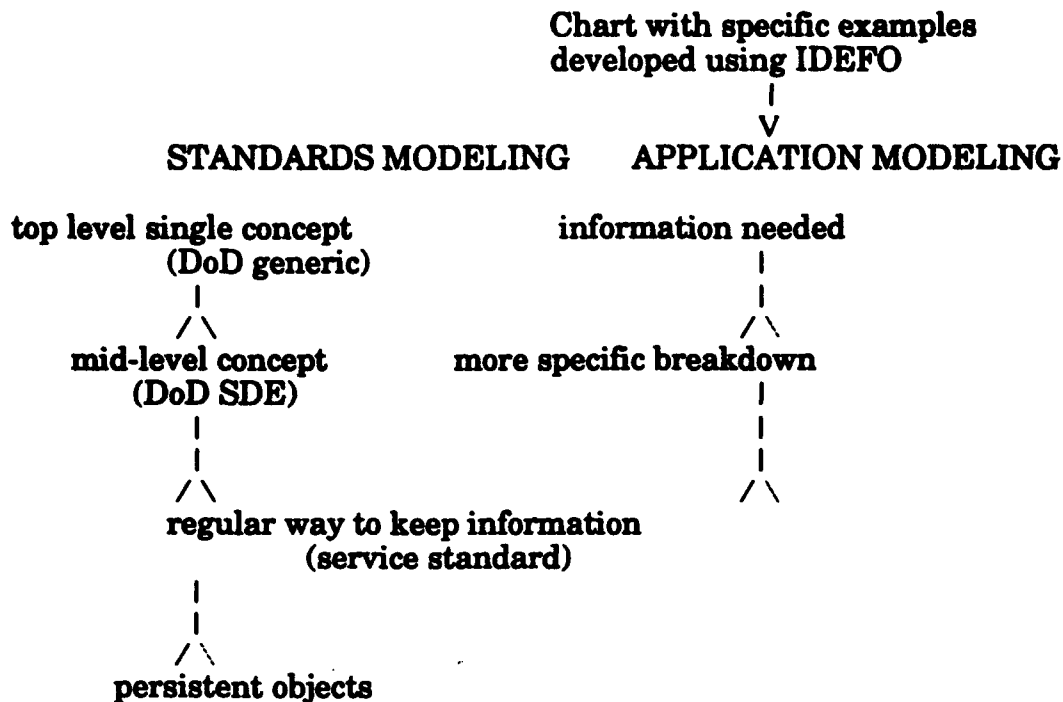 Chart with specific examples
developed using IDEFO
|
V
STANDARDS MODELING APPLICATION MODELING
top level single concept information needed
(DoD generic)
mid-level concept more specific breakdown
(DoD SDE)
regular way to keep information
(service standard)
persistent objects